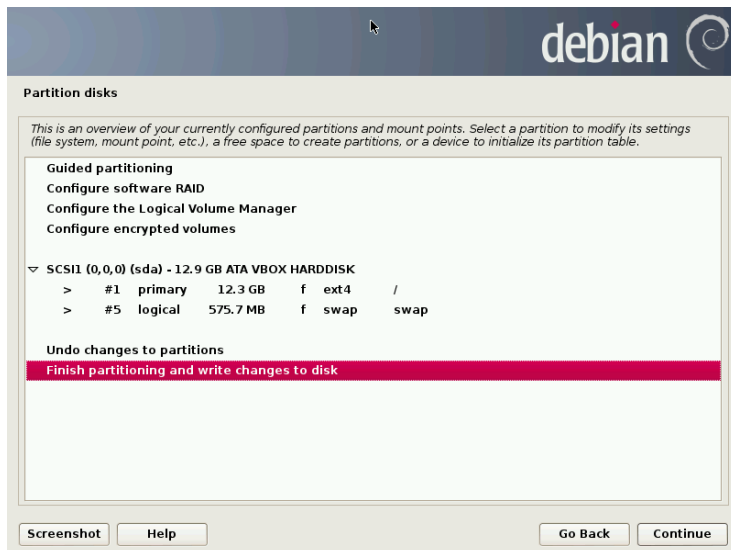 debian
Partition disks
This is an overview of your currently configured partitions and mount points. Select a partition to modify its settings
(file system, mount point, etc.), a free space to create partitions, or a device to initialize its partition table.
Guided partitioning
Configure software RAID
Configure the Logical Volume Manager
Configure encrypted volumes
SCSI1 (0,0,0) (sda) - 12.9 GB ATA VBOX HARDDISK
> #1 primary 12.3 GB f ext4 /
> #5 logical 575.7 MB f swap swap
Undo changes to partitions
Finish partitioning and write changes to disk
Screenshot Help Go Back Continue